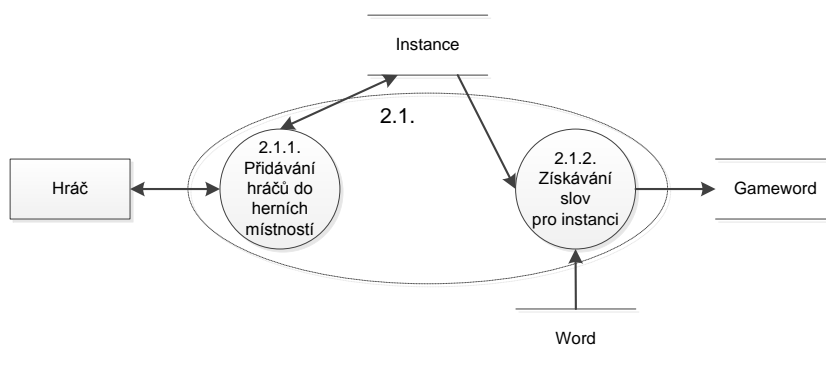 Instance
2.1.
2.1.1.
Přidávání
hráčů do
herních
místností
2.1.2.
Získávání
slov
pro instanci
Hráč
Gameword
Word